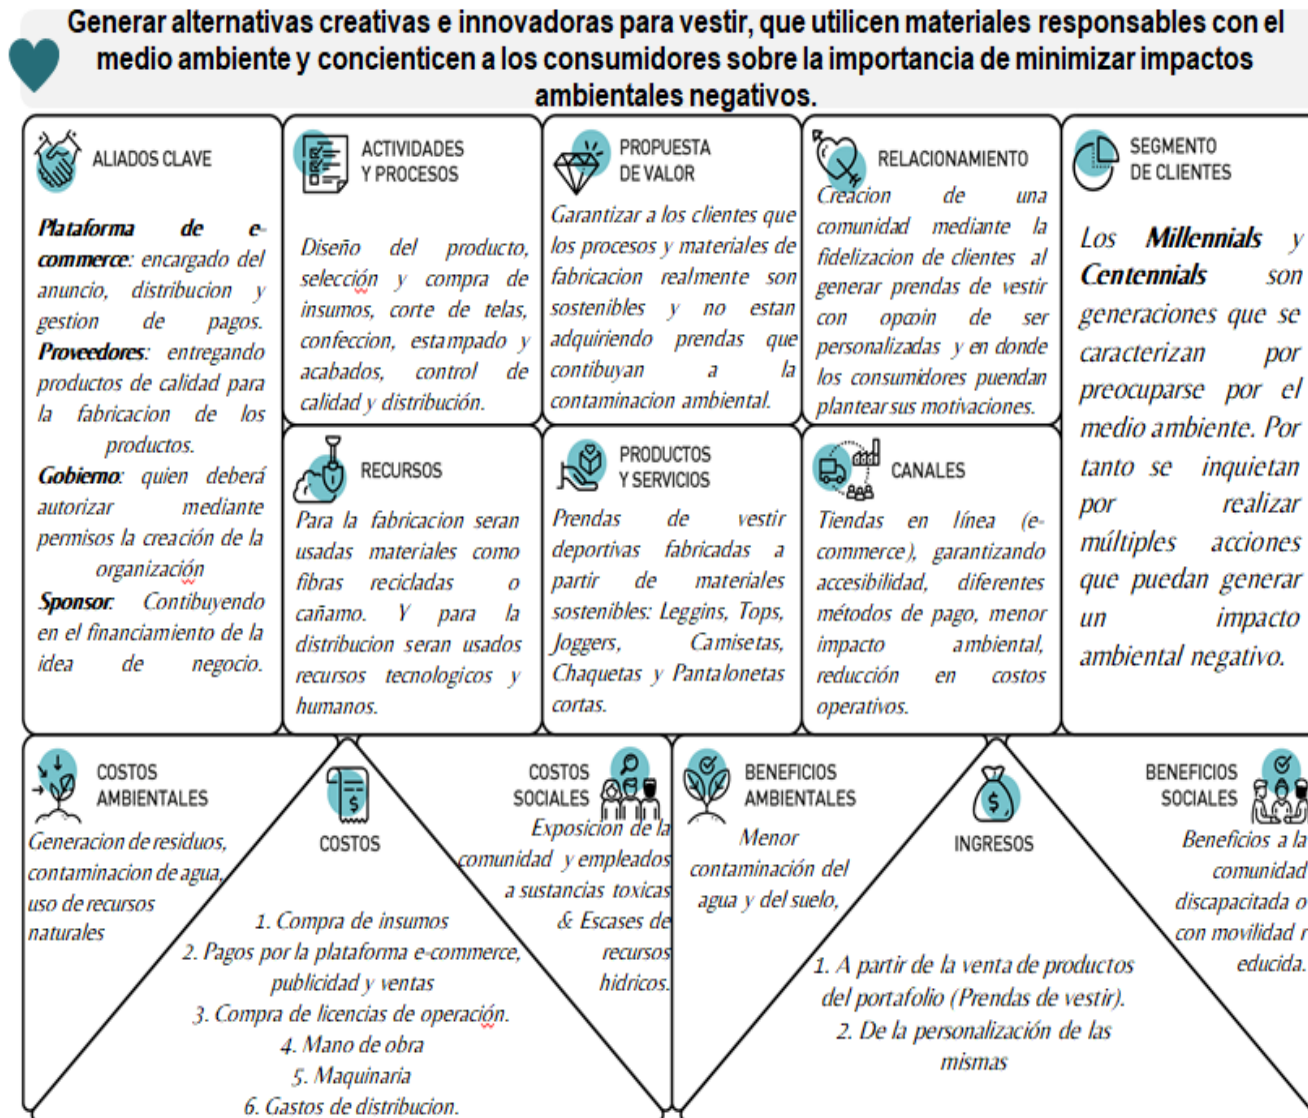 Generar alternativas creativas e innovadoras para vestir, que utilicen materiales responsables con el
medio ambiente y concienticen a los consumidores sobre la importancia de minimizar impactos
ambientales negativos.
ALIADOS CLAVE
Plataforma de e-
commerce: encargado del
anuncio, distribucion y
gestion de pagos.
Proveedores: entregando
productos de calidad para
la fabricacion de los
productos.
Gobierno: quien deberá
autorizar mediante
permisos la creación de la
organización
Sponsor: Contibuyendo
en el financiamiento de la
idea de negocio.
ACTIVIDADES
Y PROCESOS
Diseño del producto,
selección y compra de
insumos, corte de telas,
confeccion, estampado y
acabados, control de
calidad y distribución.
RECURSOS
Para la fabricacion seran
usadas materiales como
fibras recicladas o
cañamo. Y para la
distribucion seran usados
recursos tecnologicos y
humanos.
PROPUESTA
DE VALOR
Garantizar a los clientes que
los procesos y materiales de
fabricacion realmente son
sostenibles y no estan
adquiriendo prendas que
contibuyan a la
contaminacion ambiental.
PRODUCTOS
Y SERVICIOS
Prendas de vestir
deportivas fabricadas a
partir de materiales
sostenibles: Leggins, Tops,
Joggers, Camisetas,
Chaquetas y Pantalonetas
cortas.
RELACIONAMIENTO
Creacion de una
comunidad mediante la
fidelizacion de clientes al
generar prendas de vestir
con opcoin de ser
personalizadas y en donde
los consumidores puendan
plantear sus motivaciones.
CANALES
Tiendas en línea (e-
commerce), garantizando
accesibilidad, diferentes
métodos de pago, menor
impacto ambiental,
reducción en costos
operativos.
SEGMENTO
DE CLIENTES
Los Millennials y
Centennials son
generaciones que se
caracterizan por
preocuparse por el
medio ambiente. Por
tanto se inquietan
por realizar
múltiples acciones
que puedan generar
un impacto
ambiental negativo.
COSTOS
AMBIENTALES
Generacion de residuos,
contaminacion de agua,
uso de recursos
naturales
COSTOS
1. Compra de insumos
2. Pagos por la plataforma e-commerce,
publicidad y ventas
3. Compra de licencias de operación.
4. Mano de obra
5. Maquinaria
6. Gastos de distribucion.
COSTOS
SOCIALES
Exposicion de la
comunidad y empleados
a sustancias toxicas
& Escases de
recursos
hidricos.
BENEFICIOS
AMBIENTALES
Menor
contaminación del
agua y del suelo,
INGRESOS
1. A partir de la venta de productos
del portafolio (Prendas de vestir).
2. De la personalización de las
mismas
BENEFICIOS
SOCIALES
Beneficios a la
comunidad
discapacitada o
con movilidad r
educida.